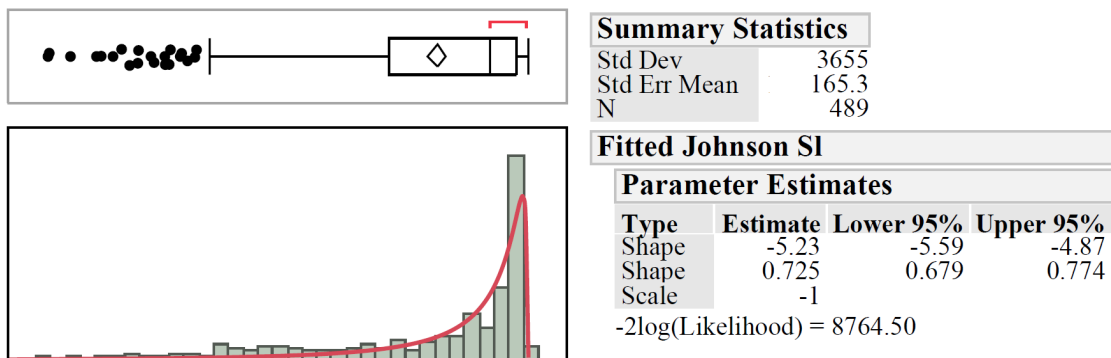 Summary Statistics
Std Dev 3655
Std Err Mean 165.3
N 489
Fitted Johnson Sl
Parameter Estimates
Type Estimate Lower 95% Upper 95%
Shape -5.23 -5.59 -4.87
Shape 0.725 0.679 0.774
Scale -1
-2log(Likelihood) = 8764.50